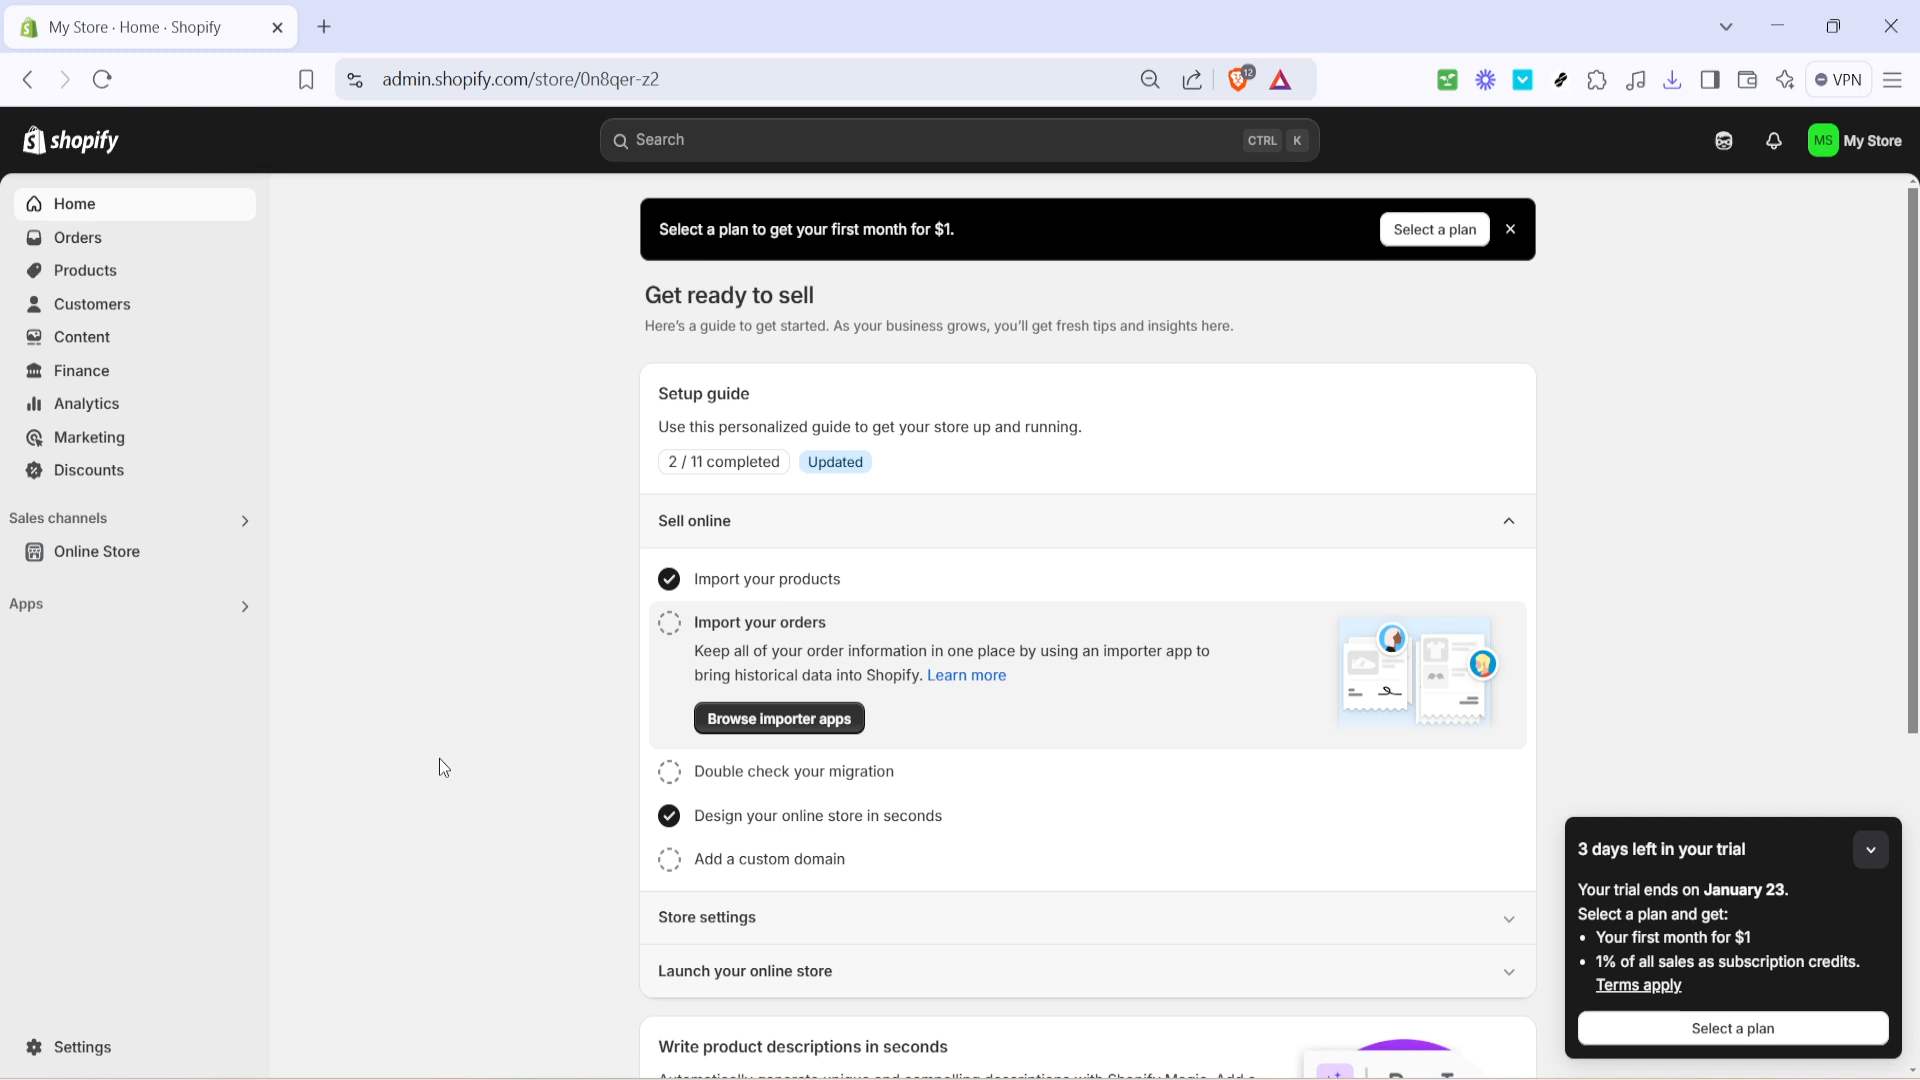 My Store · Home · Shopify
admin.shopify.com/store/0n8qer-z2
12
VPN
shopify
Search
CTRL K
MS My Store
Home
Orders
Products
Customers
Content
Finance
Analytics
Marketing
Discounts
Sales channels
Online Store
Apps
Settings
Select a plan to get your first month for $1.
Select a plan
Get ready to sell
Here's a guide to get started. As your business grows, you'll get fresh tips and insights here.
Setup guide
Use this personalized guide to get your store up and running.
2 / 11 completed Updated
Sell online
Import your products
Import your orders
Keep all of your order information in one place by using an importer app to
bring historical data into Shopify. Learn more
Browse importer apps
Double check your migration
Design your online store in seconds
Add a custom domain
Store settings
Launch your online store
Write product descriptions in seconds
3 days left in your trial
Your trial ends on January 23.
Select a plan and get:
• Your first month for $1
• 1% of all sales as subscription credits.
Terms apply
Select a plan